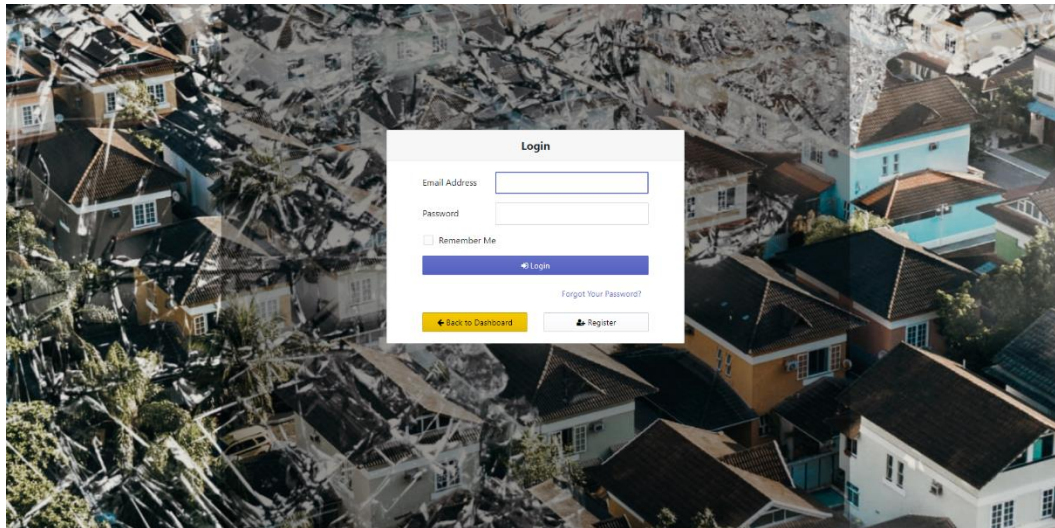 Login
Email Address
Password
Remember Me
Login
Forgot Your Password?
Back to Dashboard
Register